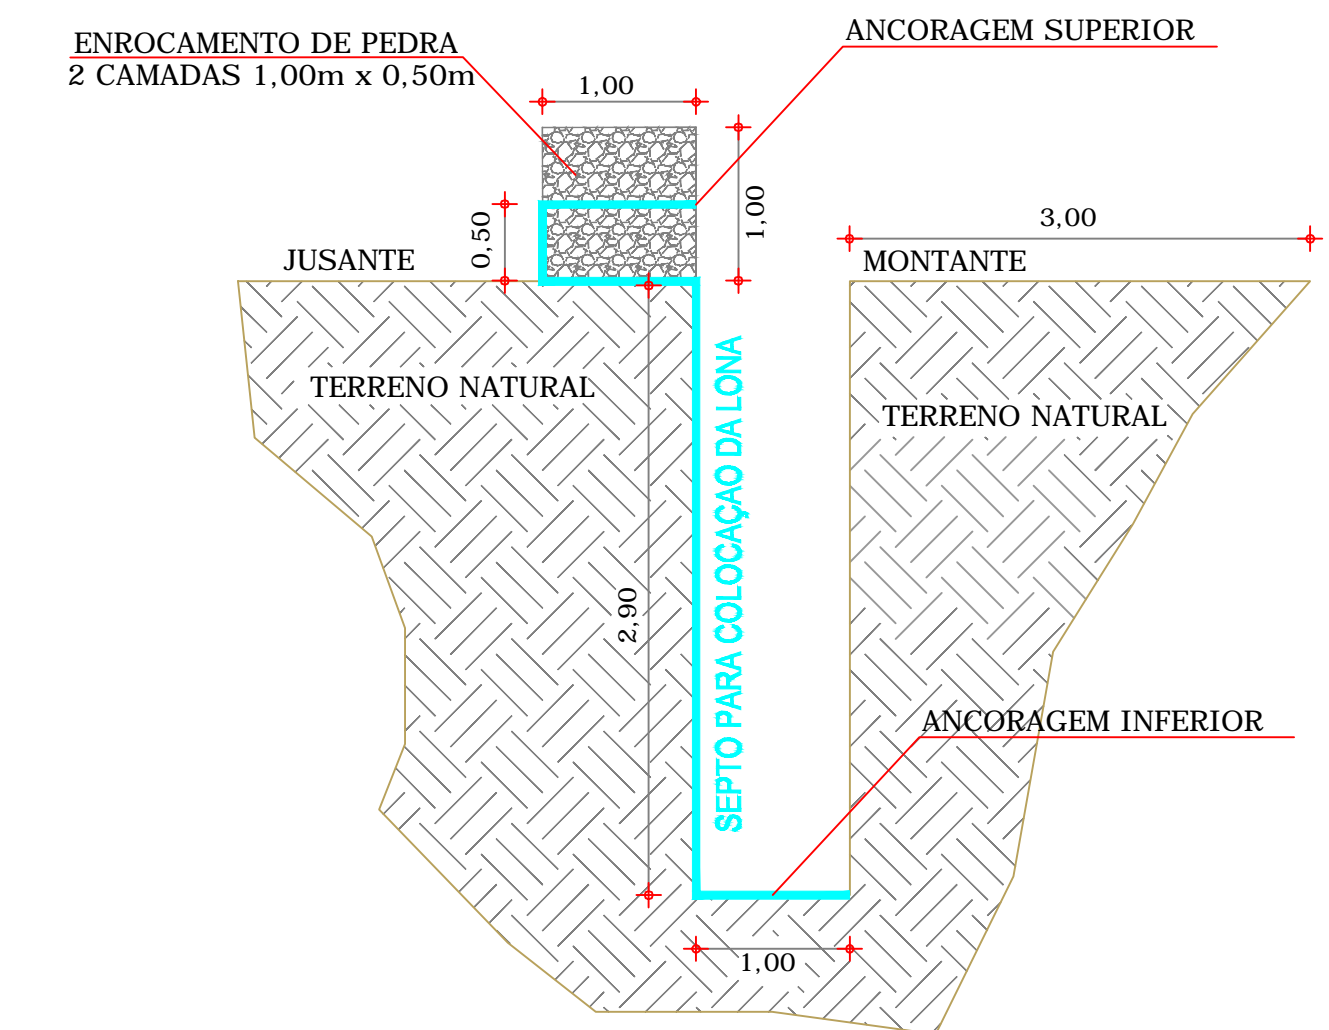 ENROCAMENTO DE PEDRA
2 CAMADAS 1,00m x 0,50m
ANCORAGEM SUPERIOR
1,00
1,00
0,50
3,00
JUSANTE
MONTANTE
TERRENO NATURAL
TERRENO NATURAL
SEPTO PARA COLOCAÇAO DA LONA
2,90
ANCORAGEM INFERIOR
1,00